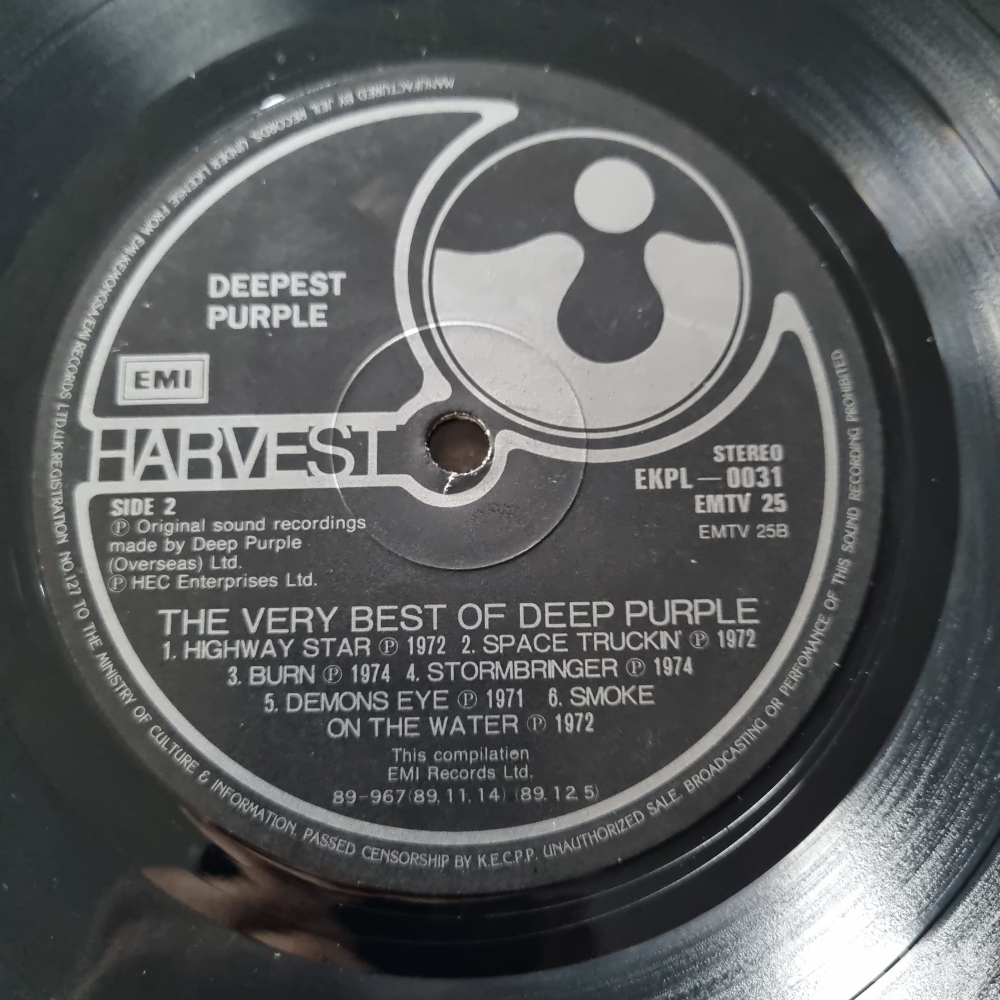 DEEPEST
PURPLE
EMI
HARVEST
STEREO
EKPL—0031
EMTV 25
EMTV 25B
SIDE 2
Ⓟ Original sound recordings
made by Deep Purple
(Overseas) Ltd.
Ⓟ HEC Enterprises Ltd.
THE VERY BEST OF DEEP PURPLE
1. HIGHWAY STAR Ⓟ 1972 2. SPACE TRUCKIN' Ⓟ 1972
3. BURN Ⓟ 1974 4. STORMBRINGER Ⓟ 1974
5. DEMONS EYE Ⓟ 1971 6. SMOKE
ON THE WATER Ⓟ 1972
This compilation
EMI Records Ltd.
89-967(89.11.14) (89.12.5)
MANUFACTURED BY JEIL RECORDS, UNDER LICENSE FROM EMI KEMONGSA/EMI RECORDS LTD.U.K. REGISTRATION NO.127 TO THE MINISTRY OF CULTURE & INFORMATION. PASSED CENSORSHIP BY K.E.C.P.P. UNAUTHORIZED SALE, BROADCASTING OR PERFOMANCE OF THIS SOUND RECORDING PROHIBITED